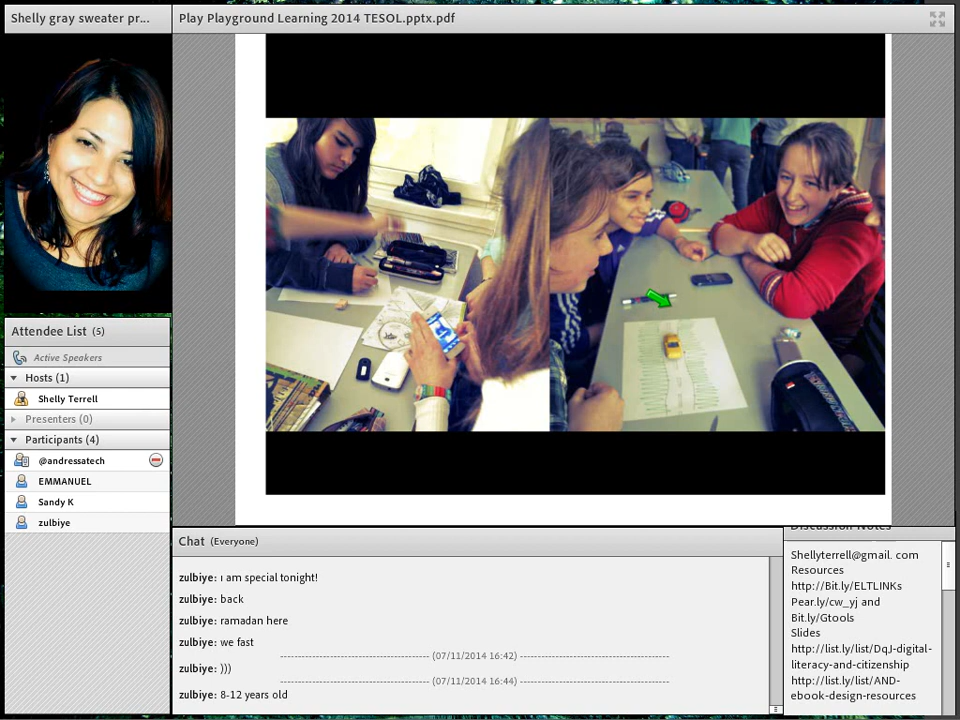 Shelly gray sweater pr...
Play Playground Learning 2014 TESOL.pptx.pdf
Attendee List (5)
Active Speakers
Hosts (1)
Shelly Terrell
Presenters (0)
Participants (4)
@andressatech
EMMANUEL
Sandy K
zulbiye
Chat (Everyone)
zulbiye: ı am special tonight!
zulbiye: back
zulbiye: ramadan here
zulbiye: we fast
(07/11/2014 16:42)
zulbiye: )))
(07/11/2014 16:44)
zulbiye: 8-12 years old
Discussion Notes
Shellyterrell@gmail. com
Resources
http://Bit.ly/ELTLINKs
Pear.ly/cw_yj and
Bit.ly/Gtools
Slides
http://list.ly/list/DqJ-digital-
literacy-and-citizenship
http://list.ly/list/AND-
ebook-design-resources